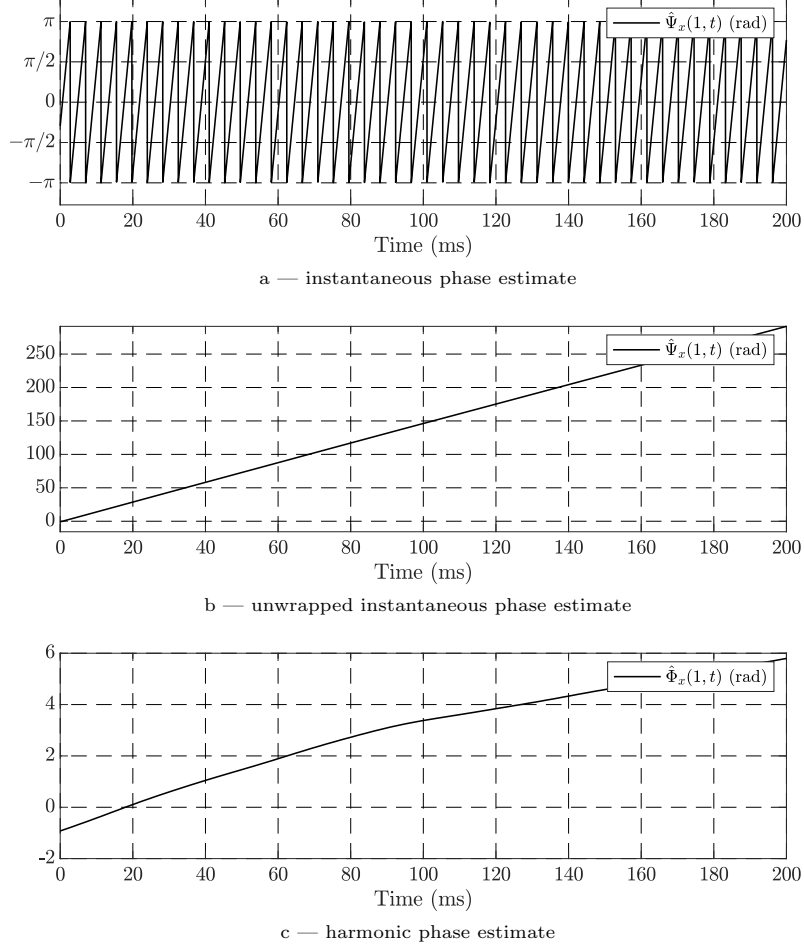 π
Ψ̂ₓ(1, t) (rad)
π/2
0
−π/2
−π
0 20 40 60 80 100 120 140 160 180 200
Time (ms)
a — instantaneous phase estimate
Ψ̂ₓ(1, t) (rad)
250
200
150
100
50
0
0 20 40 60 80 100 120 140 160 180 200
Time (ms)
b — unwrapped instantaneous phase estimate
6
Φ̂ₓ(1, t) (rad)
4
2
0
-2
0 20 40 60 80 100 120 140 160 180 200
Time (ms)
c — harmonic phase estimate